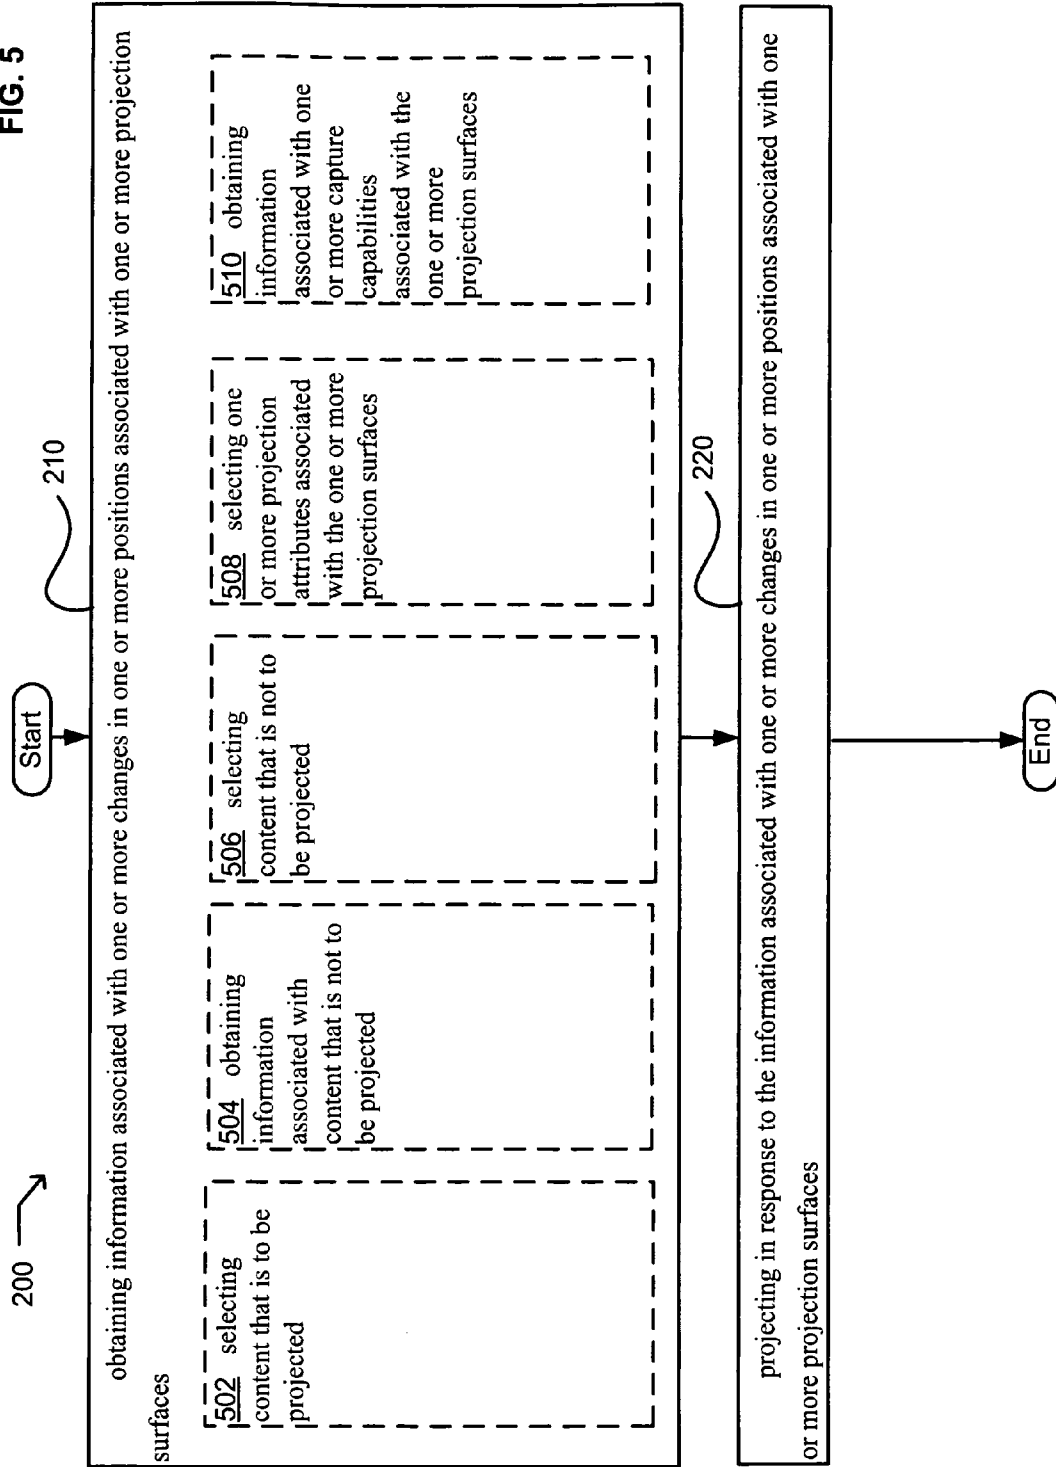 FIG. 5
200
Start
210
obtaining information associated with one or more changes in one or more positions associated with one or more projection
surfaces
502 selecting
content that is to be
projected
504 obtaining
information
associated with
content that is not to
be projected
506 selecting
content that is not to
be projected
508 selecting one
or more projection
attributes associated
with the one or more
projection surfaces
510 obtaining
information
associated with one
or more capture
capabilities
associated with the
one or more
projection surfaces
220
projecting in response to the information associated with one or more changes in one or more positions associated with one
or more projection surfaces
End